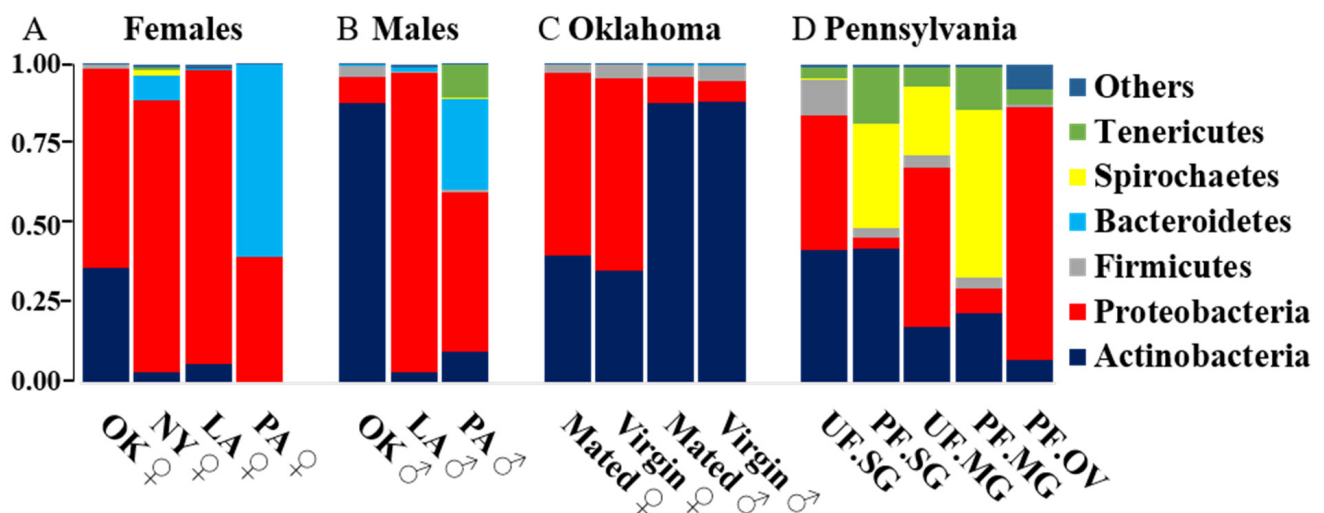 A Females
B Males
C Oklahoma
D Pennsylvania
1.00
0.75
0.50
0.25
0.00
OK ♀
NY ♀
LA ♀
PA ♀
OK ♂
LA ♂
PA ♂
Mated ♀
Virgin ♀
Mated ♂
Virgin ♂
UF.SG
PF.SG
UF.MG
PF.MG
PF.OV
Others
Tenericutes
Spirochaetes
Bacteroidetes
Firmicutes
Proteobacteria
Actinobacteria